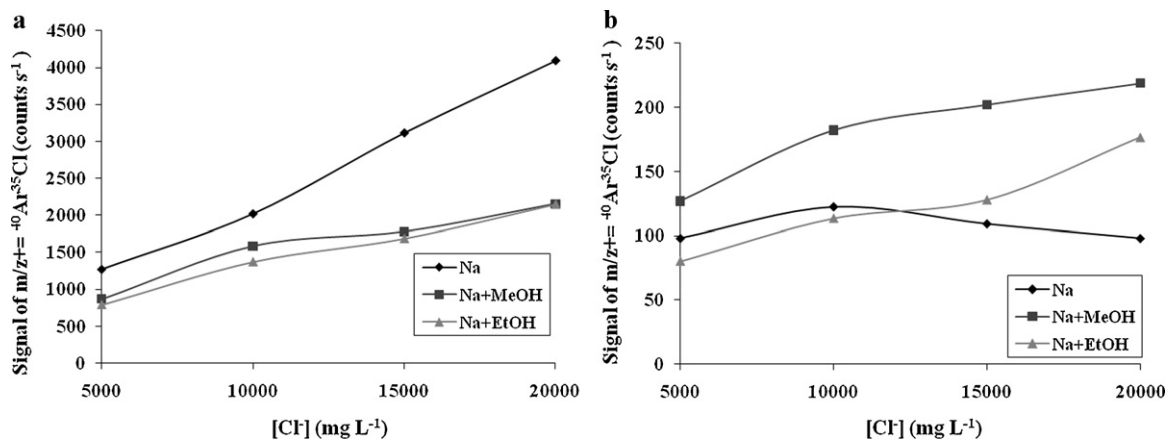 a
Signal of m/z+= ⁴⁰Ar³⁵Cl (counts s⁻¹)
4500
4000
3500
3000
2500
2000
1500
1000
500
0
5000 10000 15000 20000
[Cl-] (mg L⁻¹)
Na
Na+MeOH
Na+EtOH
b
Signal of m/z+= ⁴⁰Ar³⁵Cl (counts s⁻¹)
250
200
150
100
50
0
5000 10000 15000 20000
[Cl-] (mg L⁻¹)
Na
Na+MeOH
Na+EtOH